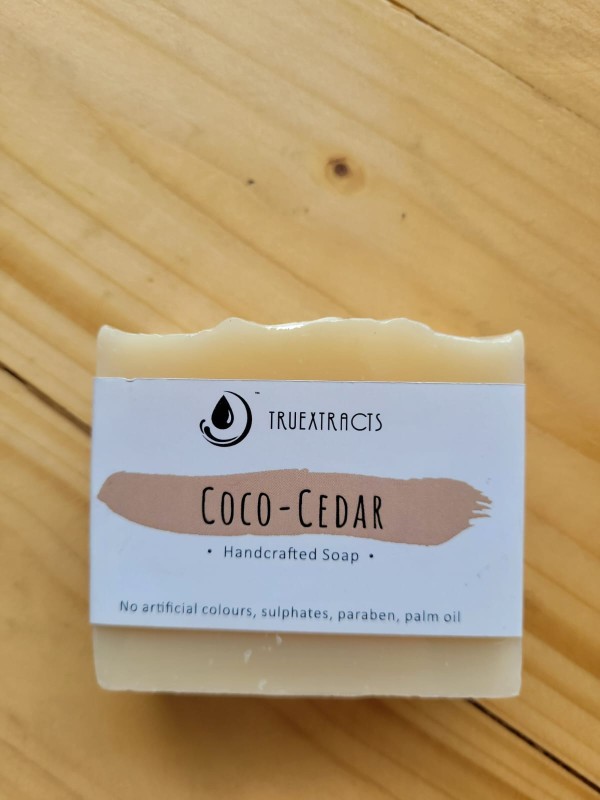 TRUEXTRACTS
COCO-CEDAR
• Handcrafted Soap •
No artificial colours, sulphates, paraben, palm oil